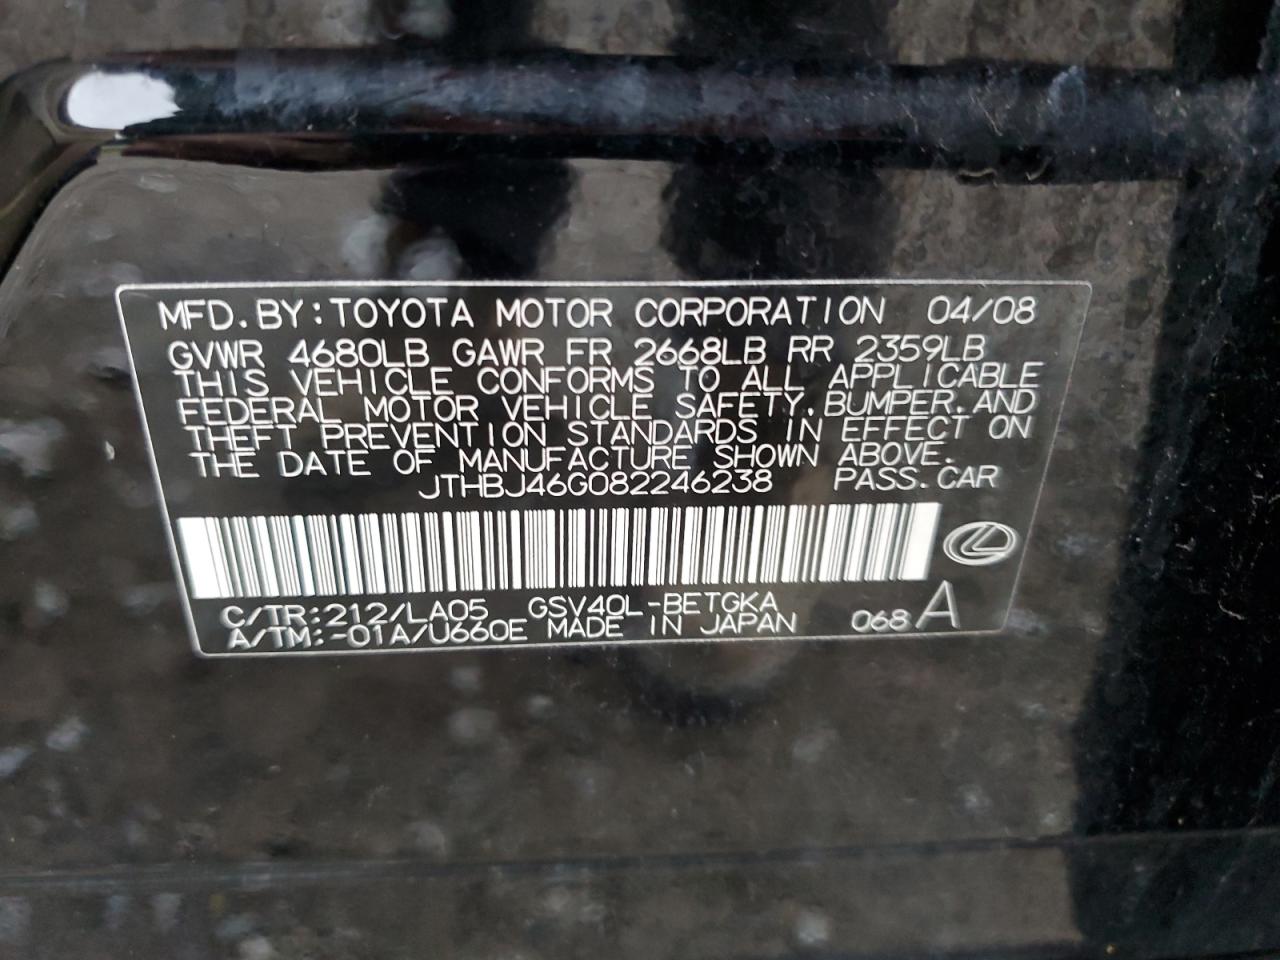 MFD. BY: TOYOTA MOTOR CORPORATION 04/08
GVWR 4680LB GAWR FR 2668LB RR 2359LB
THIS VEHICLE CONFORMS TO ALL APPLICABLE
FEDERAL MOTOR VEHICLE SAFETY, BUMPER, AND
THEFT PREVENTION STANDARDS IN EFFECT ON
THE DATE OF MANUFACTURE SHOWN ABOVE.
JTHBJ46G082246238 PASS. CAR
C/TR: 212/LA05 GSV40L-BETGKA
A/TM: -01A/U660E MADE IN JAPAN 068 A